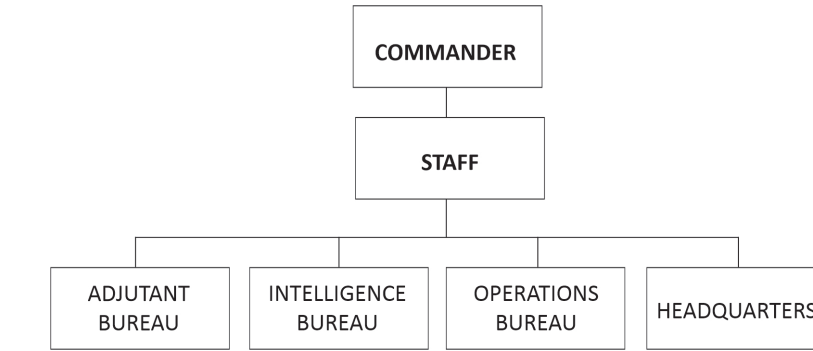 COMMANDER
STAFF
ADJUTANT
BUREAU
INTELLIGENCE
BUREAU
OPERATIONS
BUREAU
HEADQUARTERS